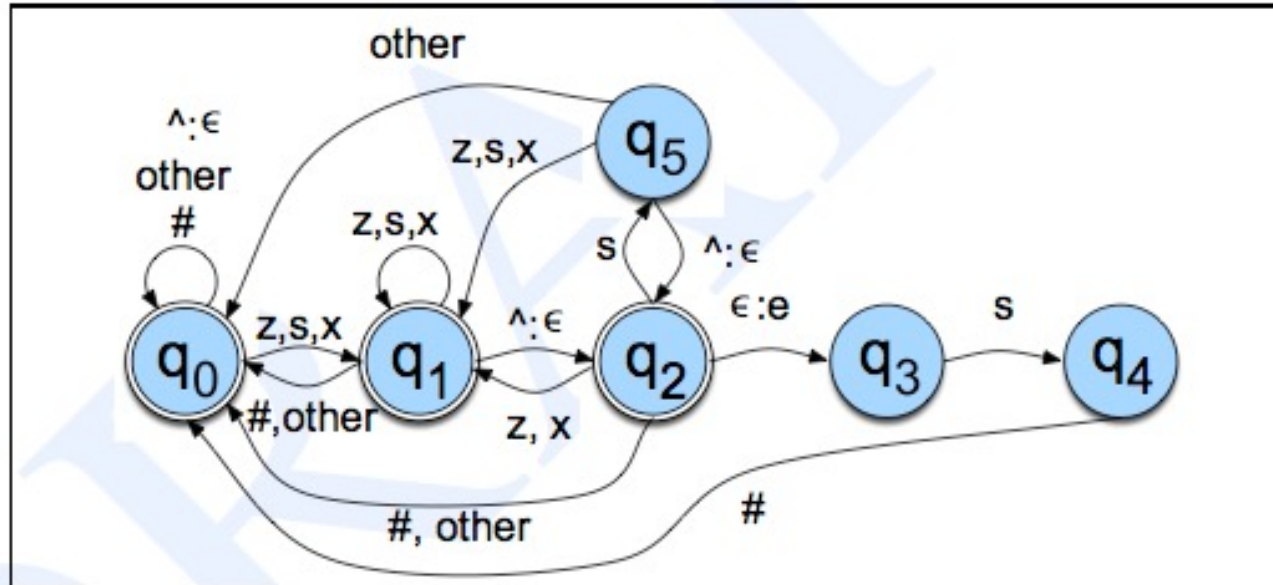 other
^:ϵ
other
#
z,s,x
q5
z,s,x
s
^:ϵ
ϵ:e
s
z,s,x
^:ϵ
q0
q1
q2
q3
q4
#,other
z, x
#, other
#